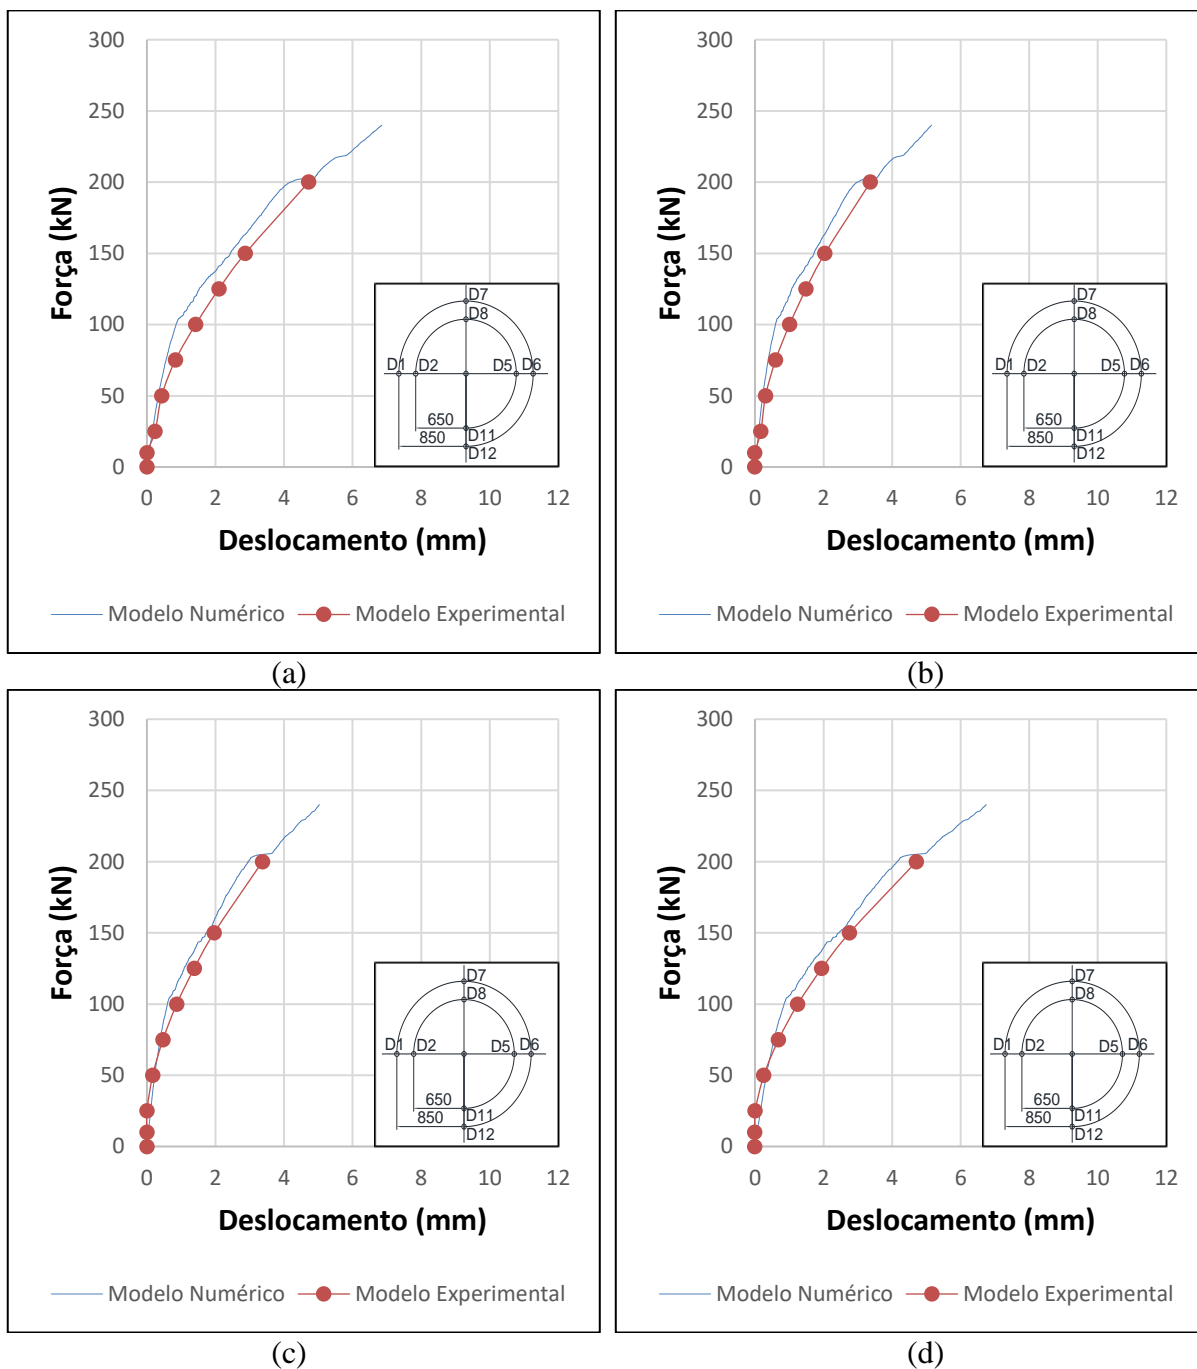 300
250
200
150
100
50
0
Força (kN)
0 2 4 6 8 10 12
Deslocamento (mm)
D7
D8
D1 D2 D5 D6
650
850
D11
D12
Modelo Numérico Modelo Experimental
(a)
300
250
200
150
100
50
0
Força (kN)
0 2 4 6 8 10 12
Deslocamento (mm)
D7
D8
D1 D2 D5 D6
650
850
D11
D12
Modelo Numérico Modelo Experimental
(b)
300
250
200
150
100
50
0
Força (kN)
0 2 4 6 8 10 12
Deslocamento (mm)
D7
D8
D1 D2 D5 D6
650
850
D11
D12
Modelo Numérico Modelo Experimental
(c)
300
250
200
150
100
50
0
Força (kN)
0 2 4 6 8 10 12
Deslocamento (mm)
D7
D8
D1 D2 D5 D6
650
850
D11
D12
Modelo Numérico Modelo Experimental
(d)